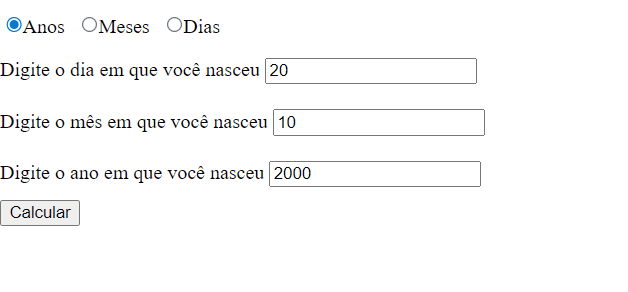 Anos Meses Dias
Digite o dia em que você nasceu 20
Digite o mês em que você nasceu 10
Digite o ano em que você nasceu 2000
Calcular